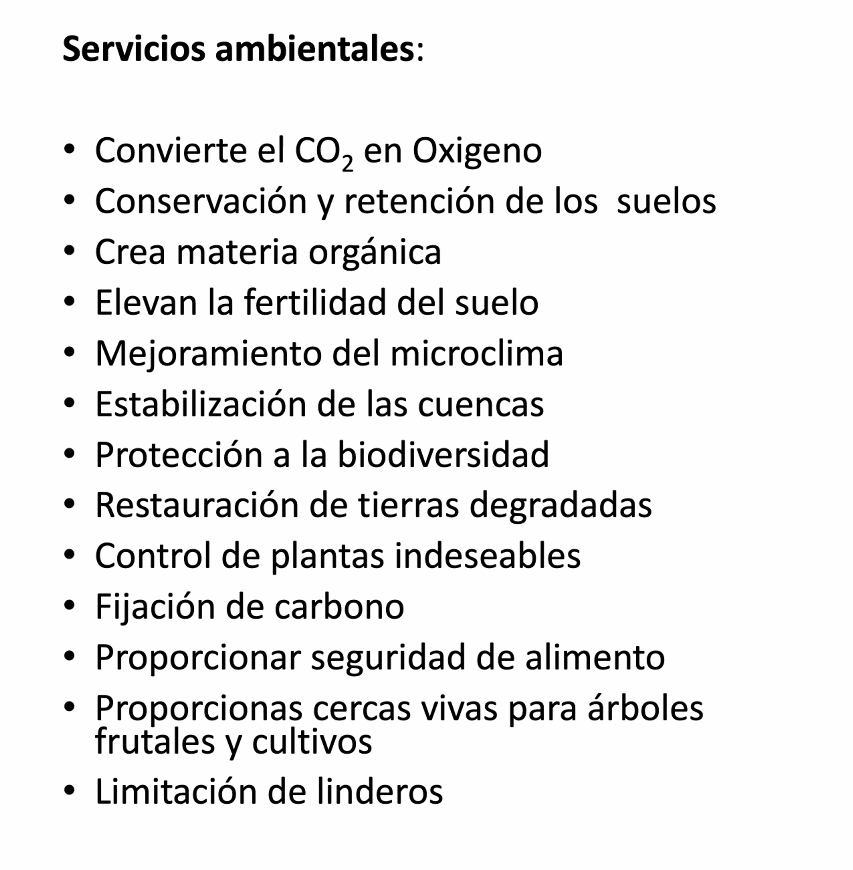 Servicios ambientales:
• Convierte el CO₂ en Oxigeno
• Conservación y retención de los  suelos
• Crea materia orgánica
• Elevan la fertilidad del suelo
• Mejoramiento del microclima
• Estabilización de las cuencas
• Protección a la biodiversidad
• Restauración de tierras degradadas
• Control de plantas indeseables
• Fijación de carbono
• Proporcionar seguridad de alimento
• Proporcionas cercas vivas para árboles
frutales y cultivos
• Limitación de linderos